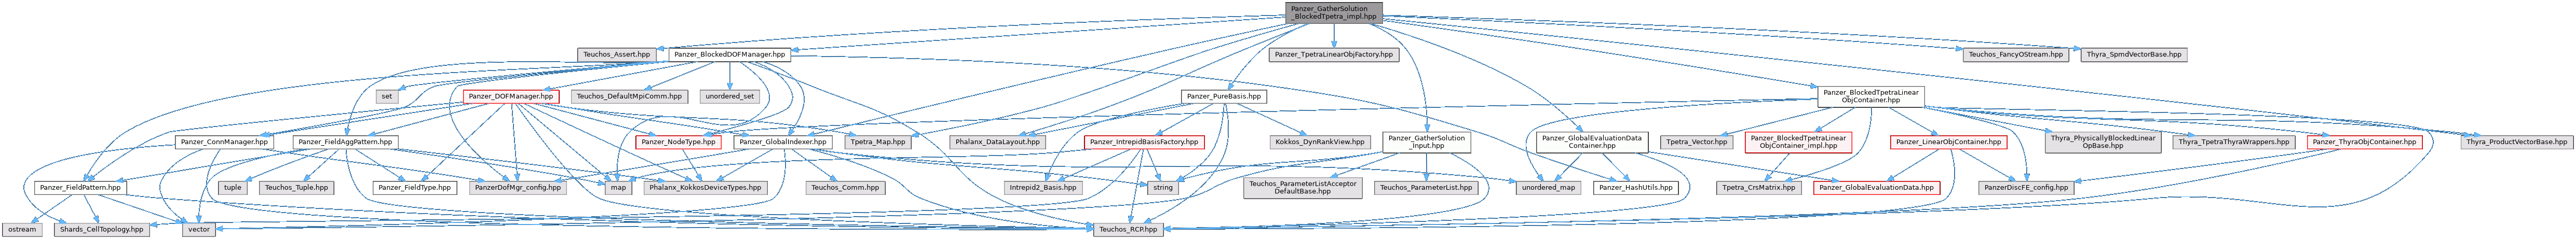 Panzer_GatherSolution
_BlockedTpetra_impl.hpp
Teuchos_Assert.hpp
Panzer_BlockedDOFManager.hpp
Panzer_TpetraLinearObjFactory.hpp
Teuchos_FancyOStream.hpp
Thyra_SpmdVectorBase.hpp
set
Panzer_DOFManager.hpp
Teuchos_DefaultMpiComm.hpp
unordered_set
Panzer_PureBasis.hpp
Panzer_BlockedTpetraLinear
ObjContainer.hpp
Panzer_ConnManager.hpp
Panzer_FieldAggPattern.hpp
Panzer_NodeType.hpp
Panzer_GlobalIndexer.hpp
Tpetra_Map.hpp
Phalanx_DataLayout.hpp
Panzer_IntrepidBasisFactory.hpp
Kokkos_DynRankView.hpp
Panzer_GatherSolution
_Input.hpp
Panzer_GlobalEvaluationData
Container.hpp
Tpetra_Vector.hpp
Panzer_BlockedTpetraLinear
ObjContainer_impl.hpp
Panzer_LinearObjContainer.hpp
Thyra_PhysicallyBlockedLinear
OpBase.hpp
Thyra_TpetraThyraWrappers.hpp
Panzer_ThyraObjContainer.hpp
Thyra_ProductVectorBase.hpp
Panzer_FieldPattern.hpp
tuple
Teuchos_Tuple.hpp
Panzer_FieldType.hpp
PanzerDofMgr_config.hpp
map
Phalanx_KokkosDeviceTypes.hpp
Teuchos_Comm.hpp
Intrepid2_Basis.hpp
string
Teuchos_ParameterListAcceptor
DefaultBase.hpp
Teuchos_ParameterList.hpp
unordered_map
Panzer_HashUtils.hpp
Tpetra_CrsMatrix.hpp
Panzer_GlobalEvaluationData.hpp
PanzerDiscFE_config.hpp
ostream
Shards_CellTopology.hpp
vector
Teuchos_RCP.hpp